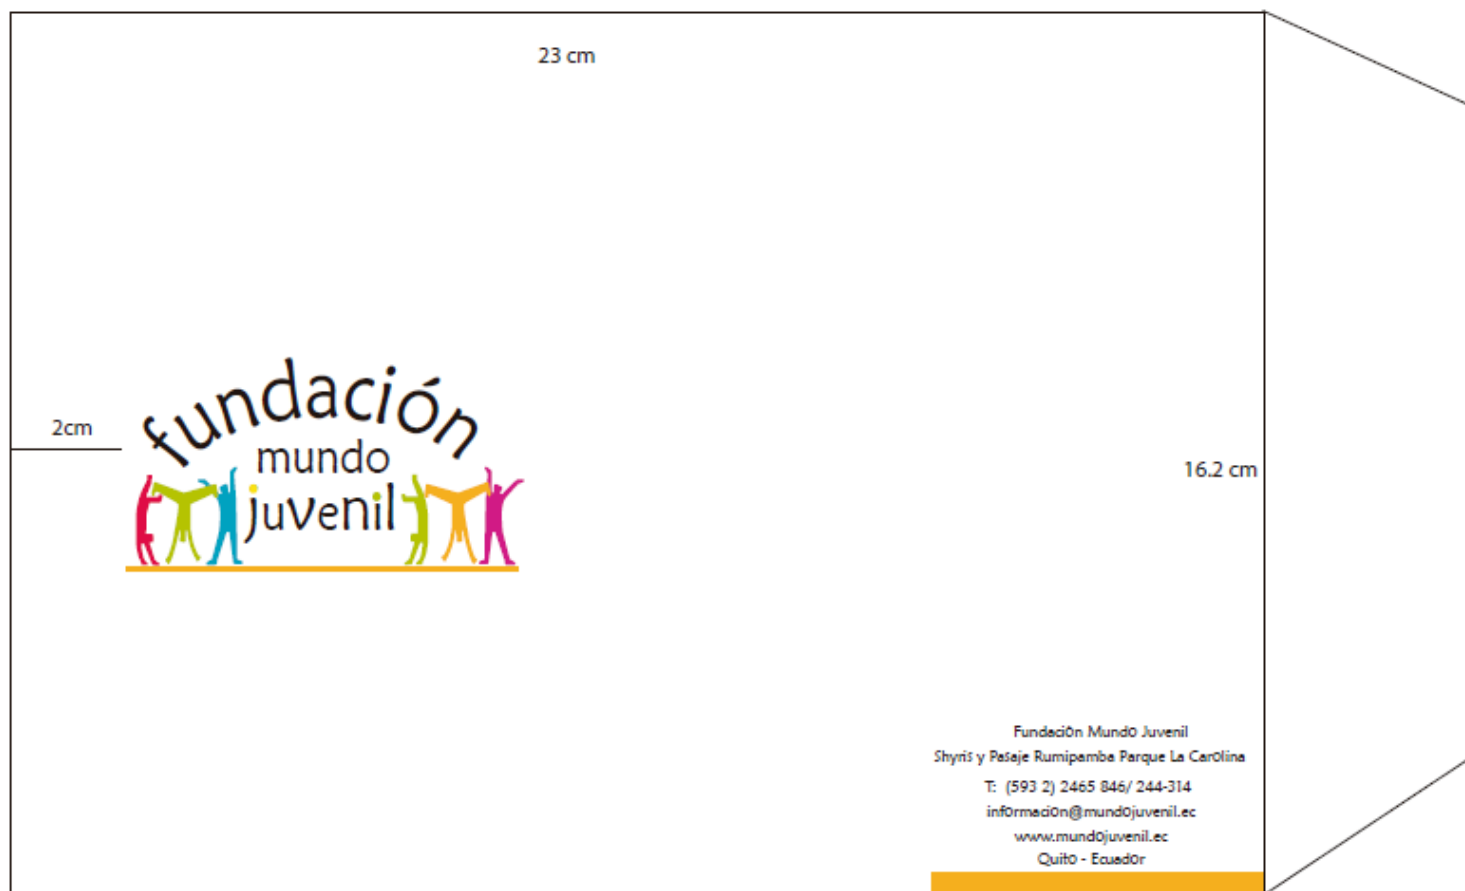 23 cm
fundación
mundo
juvenil
2cm
16.2 cm
Fundación Mundo Juvenil
Shyris y Pasaje Rumipamba Parque La Carolina
T: (593 2) 2465 846/ 244-314
informacion@mundojuvenil.ec
www.mundojuvenil.ec
Quito - Ecuador